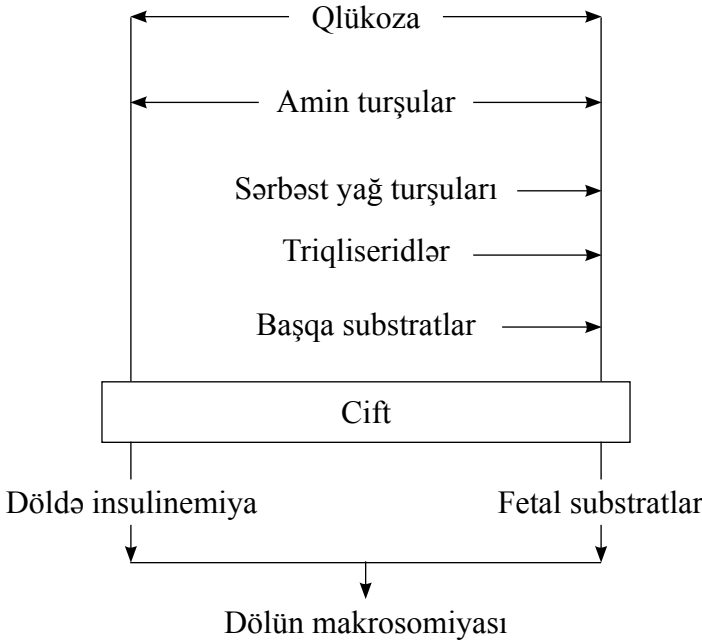 Qlükoza
Amin turşular
Sərbəst yağ turşuları
Triqliseridlər
Başqa substratlar
Cift
Döldə insulinemiya
Fetal substratlar
Dölün makrosomiyası